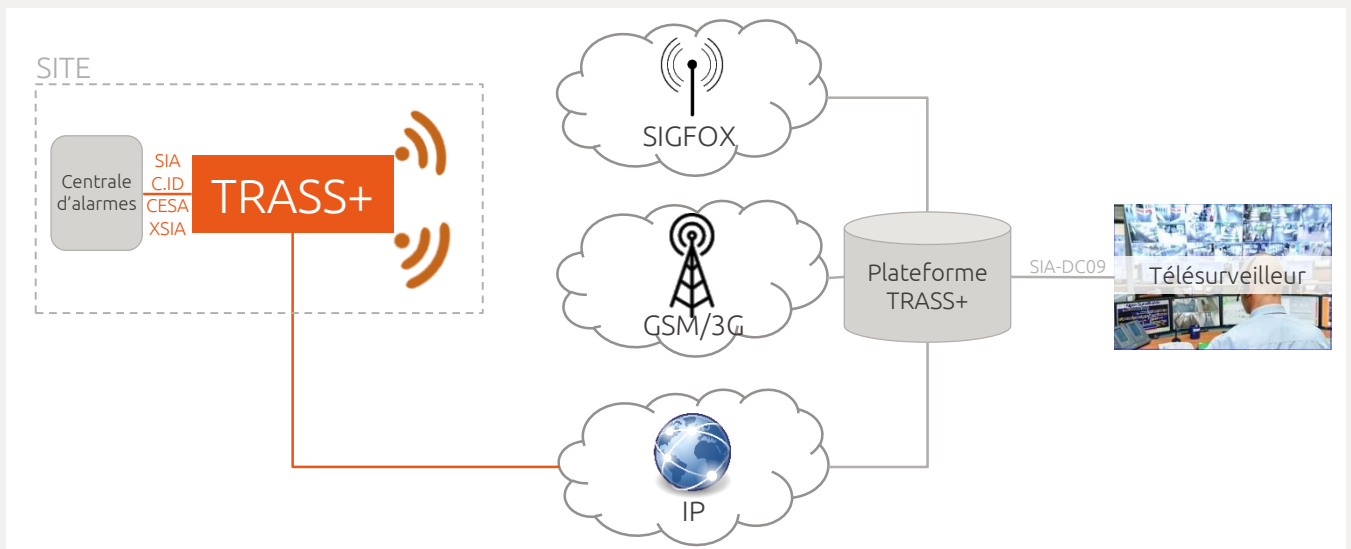 SITE
Centrale
d'alarmes
SIA
C.ID
CESA
XSIA
TRASS+
SIGFOX
GSM/3G
IP
Plateforme
TRASS+
SIA-DC09
Télésurveilleur